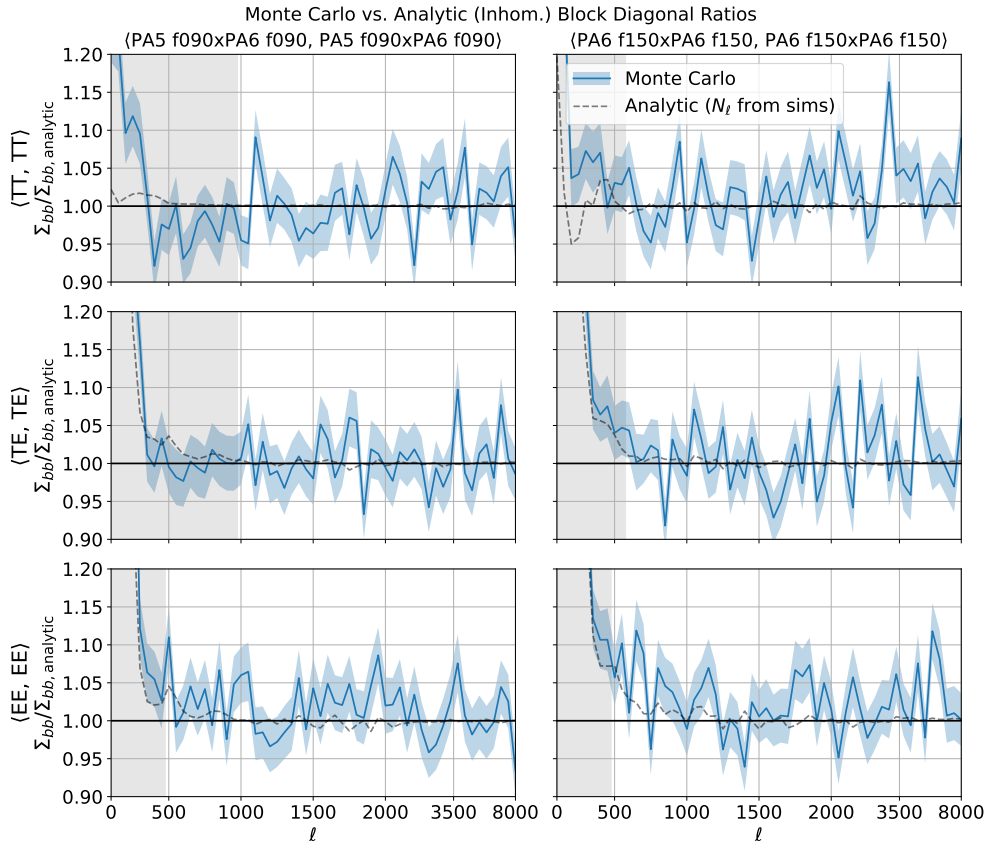 Monte Carlo vs. Analytic (Inhom.) Block Diagonal Ratios
⟨PA5 f090xPA6 f090, PA5 f090xPA6 f090⟩
⟨PA6 f150xPA6 f150, PA6 f150xPA6 f150⟩
Monte Carlo
Analytic (Nℓ from sims)
⟨TT, TT⟩
Σbb/Σbb, analytic
1.20
1.15
1.10
1.05
1.00
0.95
0.90
⟨TE, TE⟩
Σbb/Σbb, analytic
1.20
1.15
1.10
1.05
1.00
0.95
0.90
⟨EE, EE⟩
Σbb/Σbb, analytic
1.20
1.15
1.10
1.05
1.00
0.95
0.90
0 500 1000 1500 2000 3500 8000
0 500 1000 1500 2000 3500 8000
ℓ
ℓ